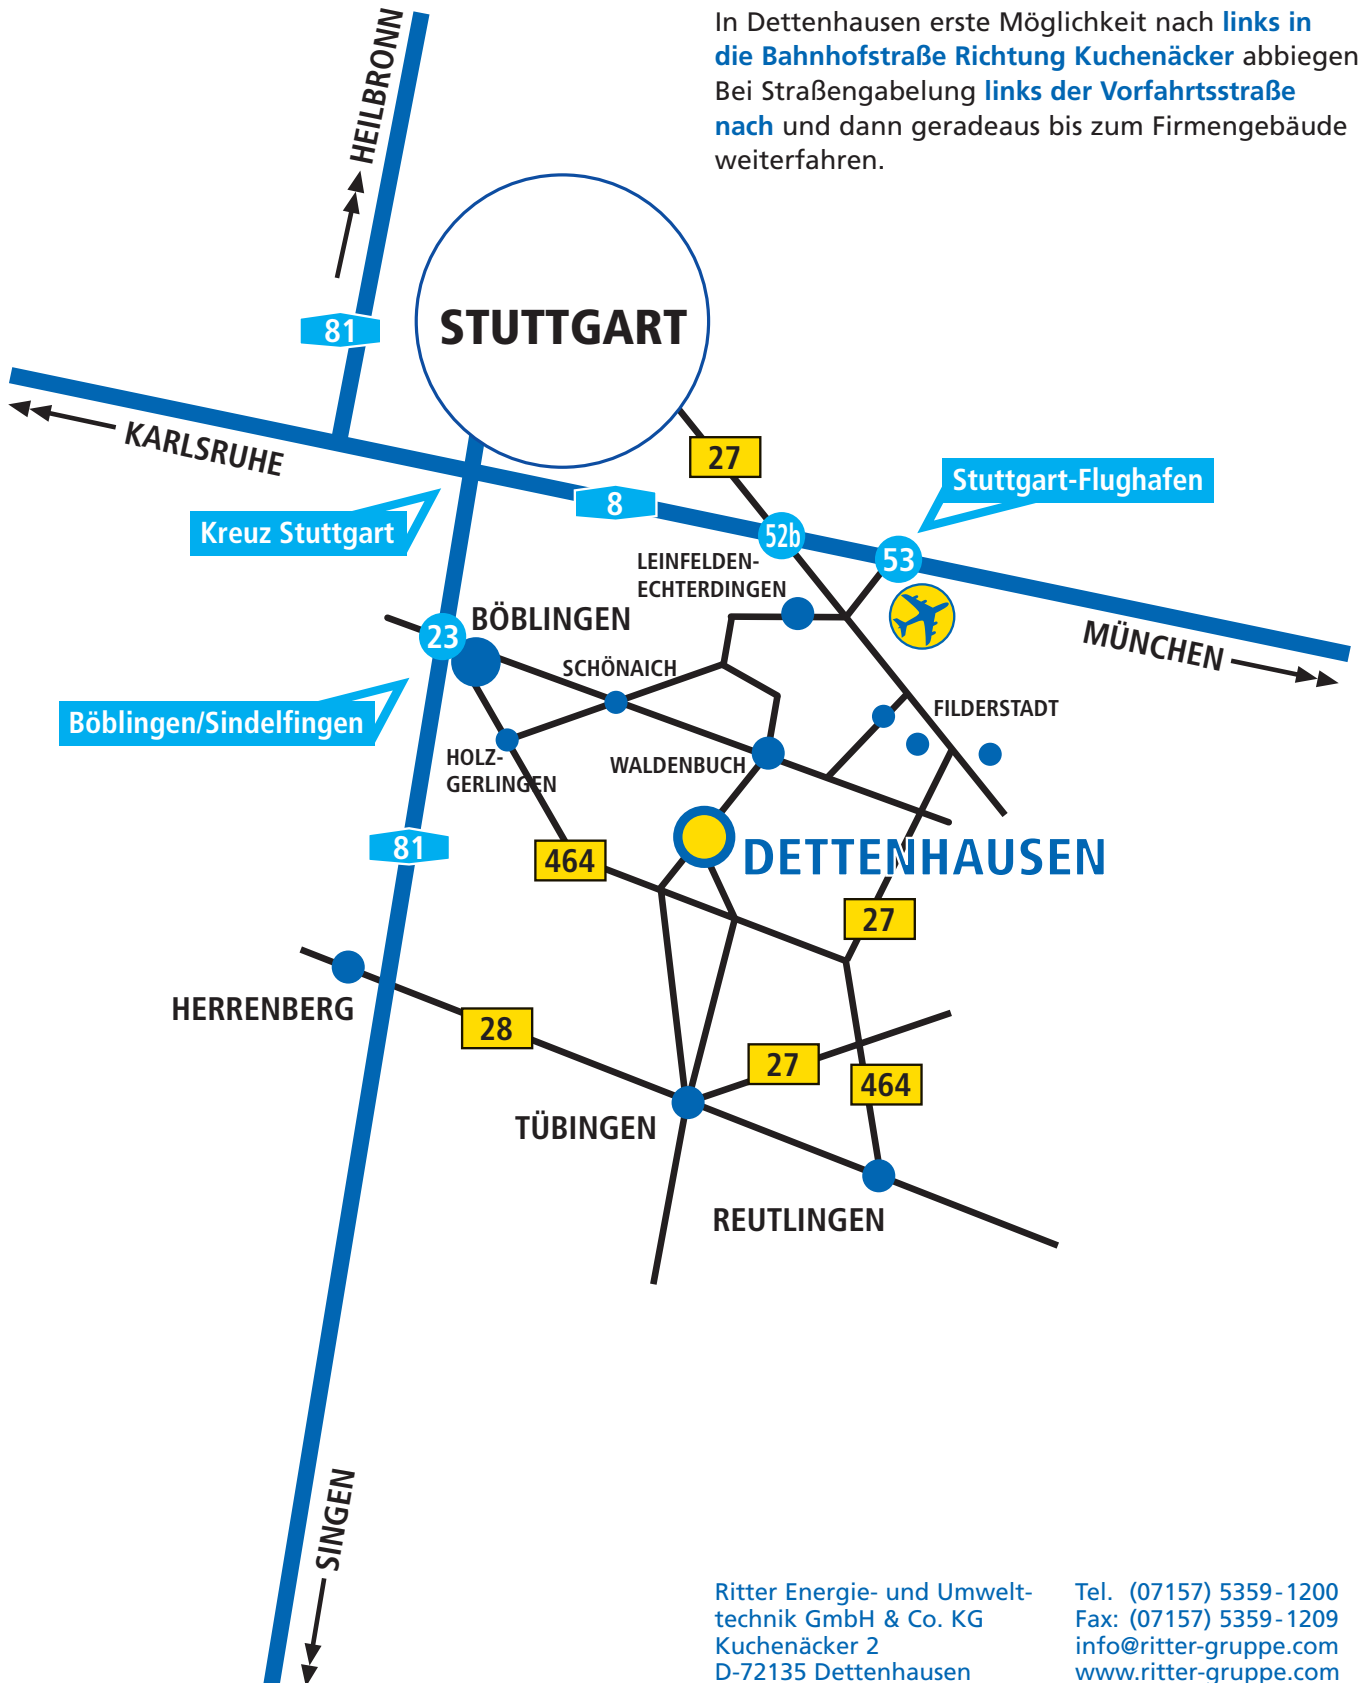 In Dettenhausen erste Möglichkeit nach links in
die Bahnhofstraße Richtung Kuchenäcker abbiegen
Bei Straßengabelung links der Vorfahrtsstraße
nach und dann geradeaus bis zum Firmengebäude
weiterfahren.
HEILBRONN
81
STUTTGART
KARLSRUHE
27
Stuttgart-Flughafen
8
Kreuz Stuttgart
52b
53
LEINFELDEN-
ECHTERDINGEN
BÖBLINGEN
23
MÜNCHEN
SCHÖNAICH
Böblingen/Sindelfingen
FILDERSTADT
HOLZ-
GERLINGEN
WALDENBUCH
81
464
DETTENHAUSEN
27
HERRENBERG
28
27
464
TÜBINGEN
REUTLINGEN
SINGEN
Ritter Energie- und Umwelt-
technik GmbH & Co. KG
Kuchenäcker 2
D-72135 Dettenhausen
Tel. (07157) 5359-1200
Fax: (07157) 5359-1209
info@ritter-gruppe.com
www.ritter-gruppe.com